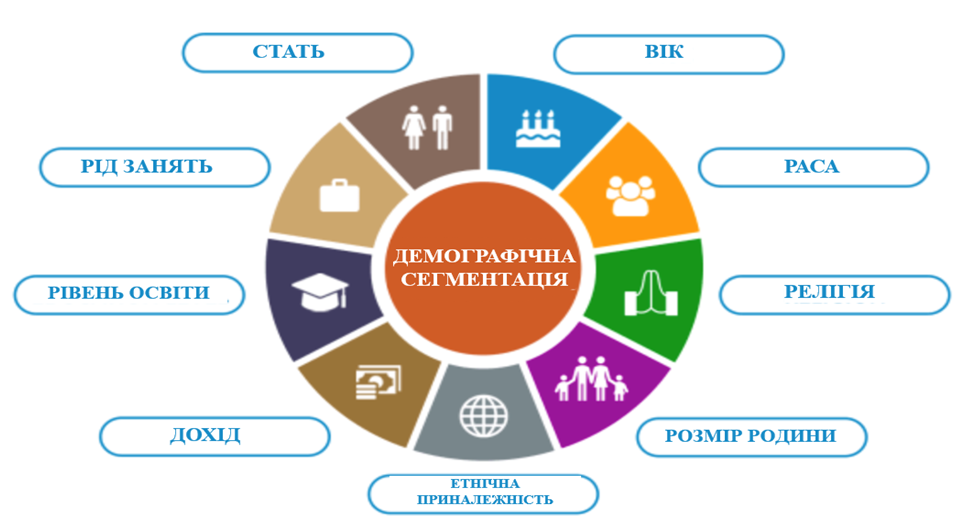 СТАТЬ
ВІК
РІД ЗАНЯТЬ
РАСА
ДЕМОГРАФІЧНА
СЕГМЕНТАЦІЯ
РІВЕНЬ ОСВІТИ
РЕЛІГІЯ
ДОХІД
РОЗМІР РОДИНИ
ЕТНІЧНА
ПРИНАЛЕЖНІСТЬ